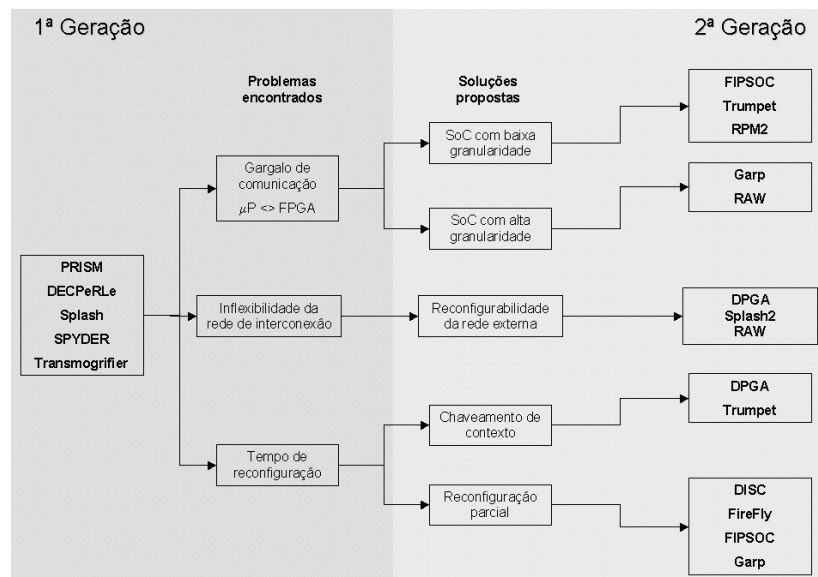 1ª Geração
2ª Geração
Problemas
encontrados
Soluções
propostas
PRISM
DECPeRLe
Splash
SPYDER
Transmogrifier
Gargalo de
comunicação
µP <> FPGA
Inflexibilidade da
rede de interconexão
Tempo de
reconfiguração
SoC com baixa
granularidade
SoC com alta
granularidade
Reconfigurabilidade
da rede externa
Chaveamento de
contexto
Reconfiguração
parcial
FIPSOC
Trumpet
RPM2
Garp
RAW
DPGA
Splash2
RAW
DPGA
Trumpet
DISC
FireFly
FIPSOC
Garp